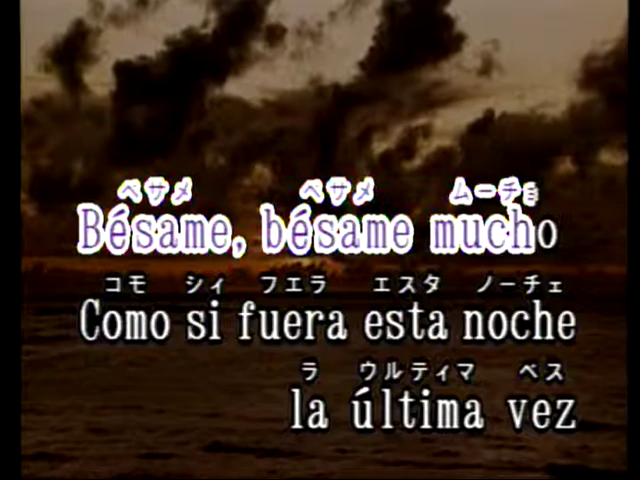 ベサメ ベサメ ムーチョ
Bésame, bésame mucho
コモ シィ フエラ エスタ ノーチェ
Como si fuera esta noche
ラ ウルティマ ベス
la última vez